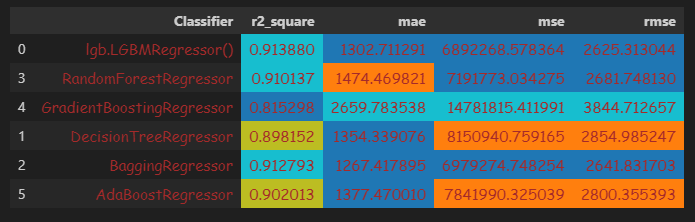 Classifier r2_square mae mse rmse
0 lgb.LGBMRegressor() 0.913880 1302.711291 6892268.578364 2625.313044
3 RandomForestRegressor 0.910137 1474.469821 7191773.034275 2681.748130
4 GradientBoostingRegressor 0.815298 2659.783538 14781815.411991 3844.712657
1 DecisionTreeRegressor 0.898152 1354.339076 8150940.759165 2854.985247
2 BaggingRegressor 0.912793 1267.417895 6979274.748254 2641.831703
5 AdaBoostRegressor 0.902013 1377.470010 7841990.325039 2800.355393